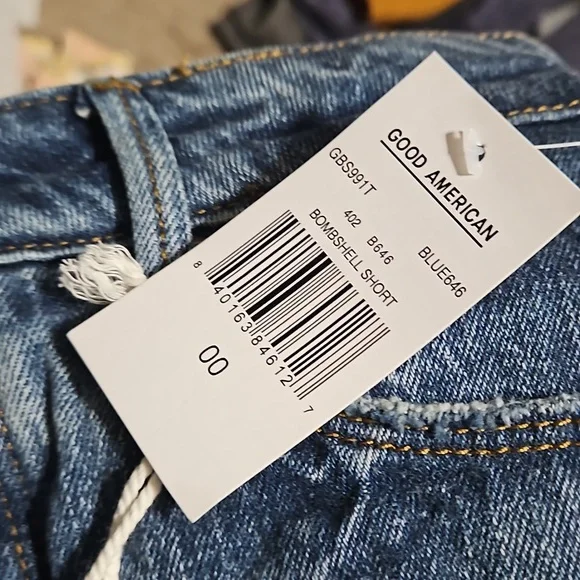 GOOD AMERICAN
GBS991T BLUE646
402 B646
BOMBSHELL SHORT
8 40163 84612 7
00